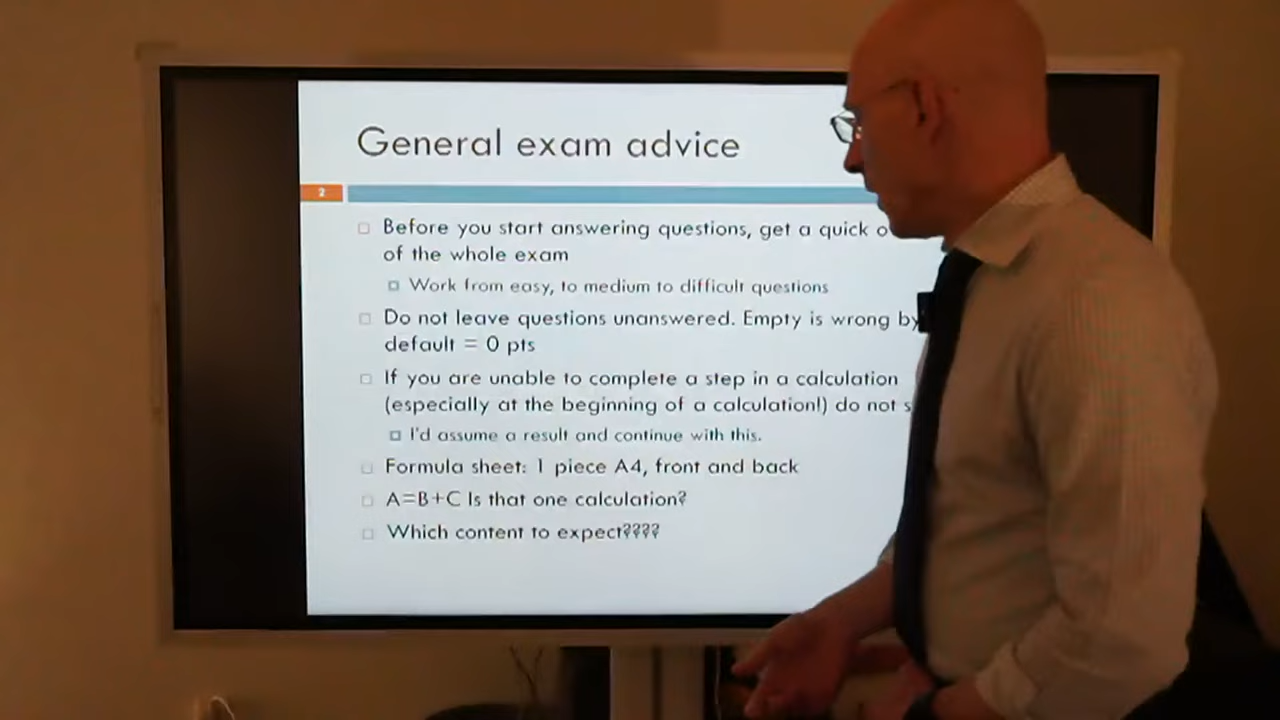 General exam advice
2
Before you start answering questions, get a quick o
of the whole exam
Work from easy, to medium to difficult questions
Do not leave questions unanswered. Empty is wrong by
default = 0 pts
If you are unable to complete a step in a calculation
(especially at the beginning of a calculation!) do not s
I'd assume a result and continue with this.
Formula sheet: 1 piece A4, front and back
A=B+C Is that one calculation?
Which content to expect????